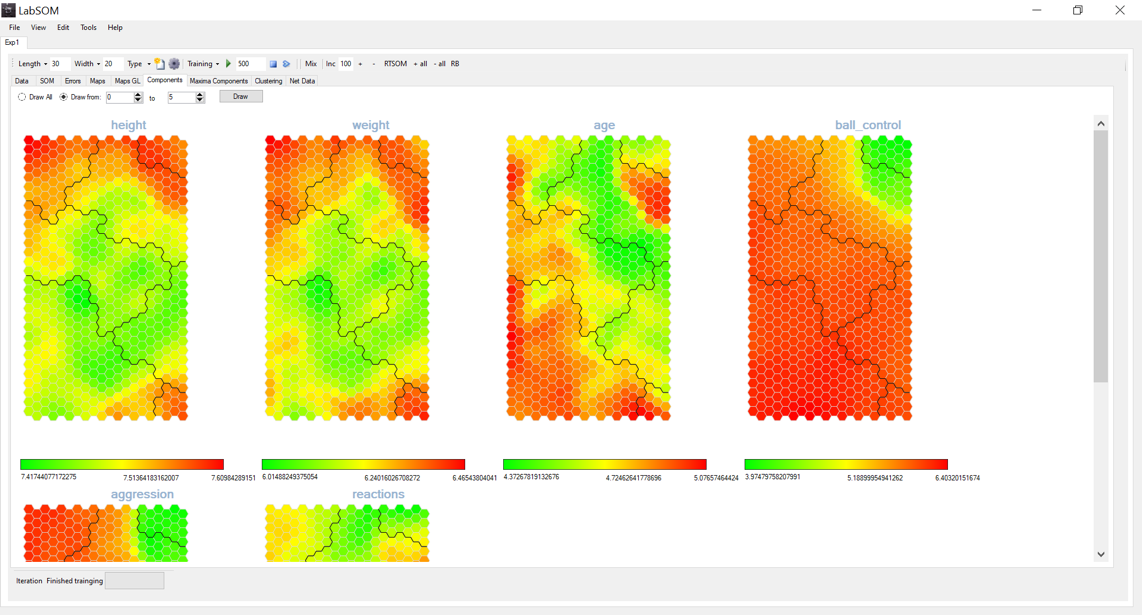 LabSOM
File View Edit Tools Help
Exp1
Length 30 Width 20 Type Training 500 Mix Inc 100 + - RTSOM + all - all RB
Data SOM Errors Maps Maps GL Components Maxima Components Clustering Net Data
Draw All Draw from: 0 to 5 Draw
height weight age ball_control
7.41744077172275 7.51364183162007 7.60984289151 6.01488249375054 6.24016026708272 6.46543804041 4.37267819132676 4.72462641778696 5.07657464424 3.97479758207991 5.18899954941262 6.40320151674
aggression reactions
Iteration Finished trainging